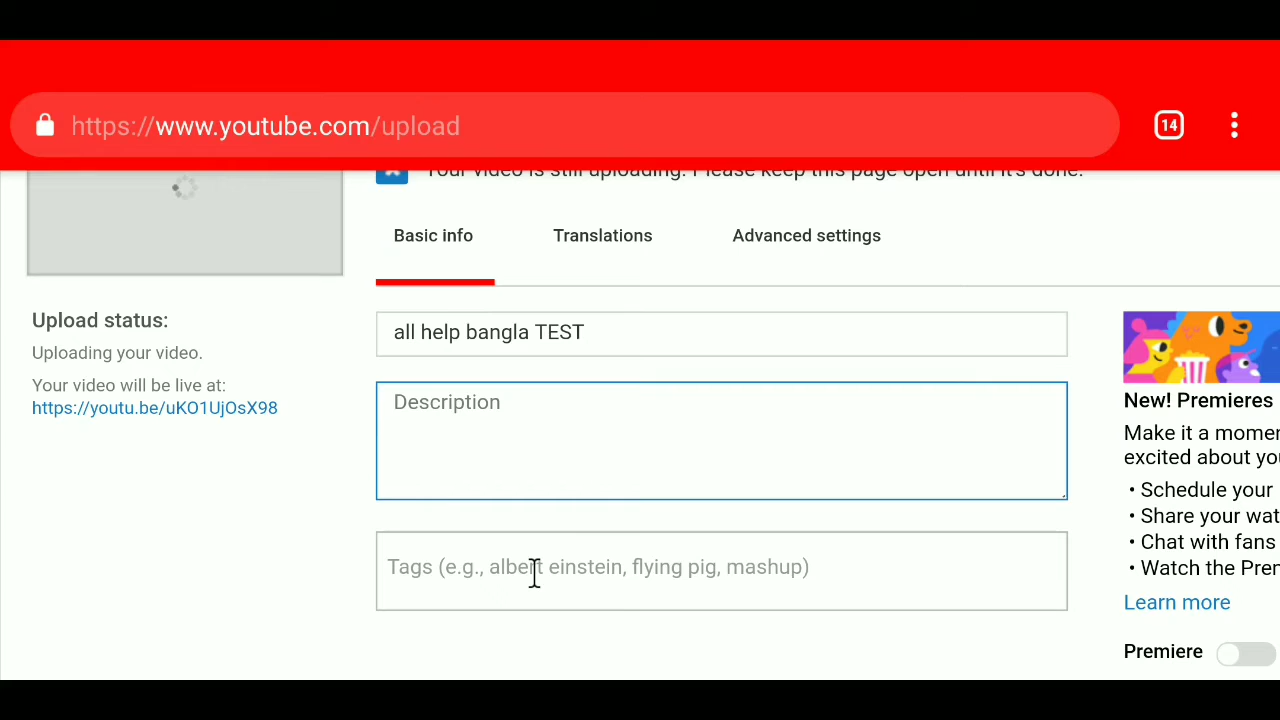 https://www.youtube.com/upload
14
Your video is still uploading. Please keep this page open until it's done.
Basic info
Translations
Advanced settings
Upload status:
Uploading your video.
Your video will be live at:
https://youtu.be/uKO1UjOsX98
all help bangla TEST
Description
Tags (e.g., albert einstein, flying pig, mashup)
New! Premieres
Make it a momen
excited about you
• Schedule your
• Share your wat
• Chat with fans
• Watch the Prem
Learn more
Premiere